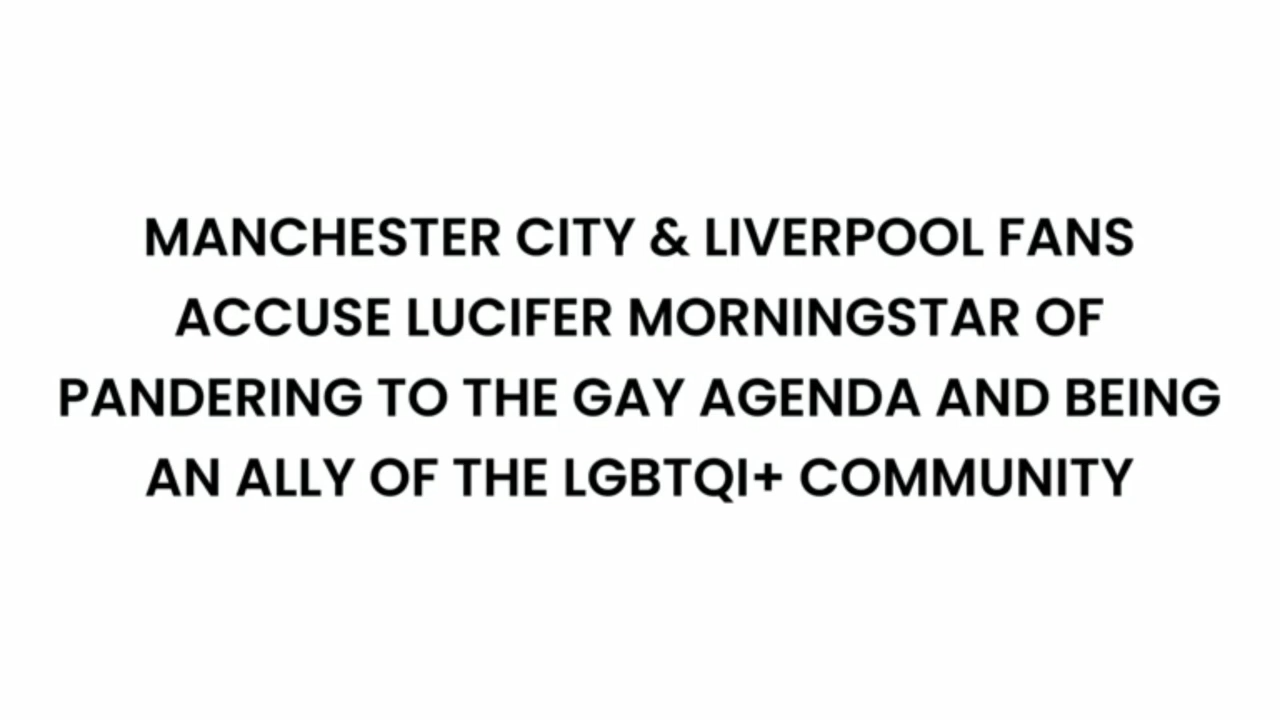 MANCHESTER CITY & LIVERPOOL FANS
ACCUSE LUCIFER MORNINGSTAR OF
PANDERING TO THE GAY AGENDA AND BEING
AN ALLY OF THE LGBTQI+ COMMUNITY